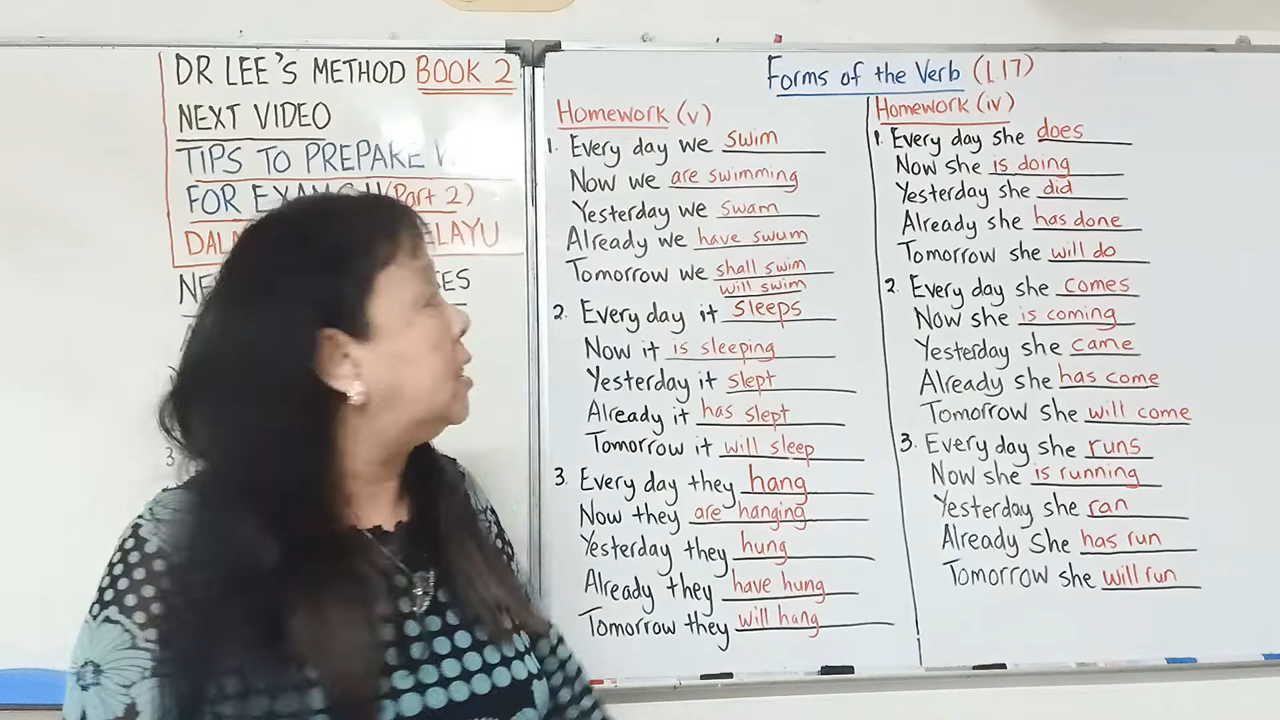 DR LEE'S METHOD BOOK 2
NEXT VIDEO
TIPS TO PREPARE
FOR (Part 2)
Forms of the Verb (L17)
Homework (v)
1. Every day we swim
Now we are swimming
Yesterday we swam
Already we have swum
Tomorrow we shall swim
will swim
2. Every day it sleeps
Now it is sleeping
Yesterday it slept
Already it has slept
Tomorrow it will sleep
3. Every day they hang
Now they are hanging
Yesterday they hung
Already they have hung
Tomorrow they will hang
Homework (iv)
1. Every day she does
Now she is doing
Yesterday she did
Already she has done
Tomorrow she will do
2. Every day she comes
Now she is coming
Yesterday she came
Already she has come
Tomorrow she will come
3. Every day she runs
Now she is running
Yesterday she ran
Already she has run
Tomorrow she will run